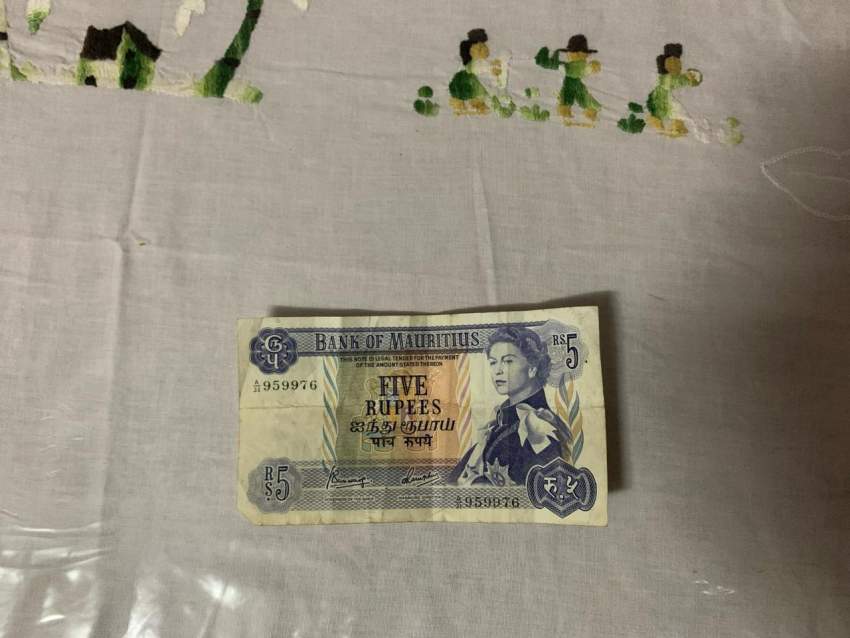 BANK OF MAURITIUS
THIS NOTE IS LEGAL TENDER FOR THE PAYMENT
OF THE AMOUNT STATED THEREON
RS.5
A/31 959976
FIVE
RUPEES
ஐந்து ரூபாய்
पांच रुपये
RS.5
A/31 959976
रु. ५